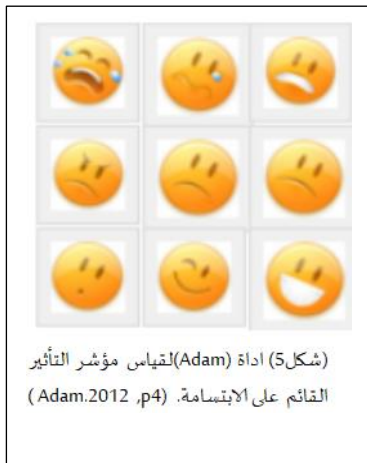 (شكل5) اداة (Adam)لقياس مؤشر التأثير
القائم على الابتسامة. (Adam.2012 ,p4 )